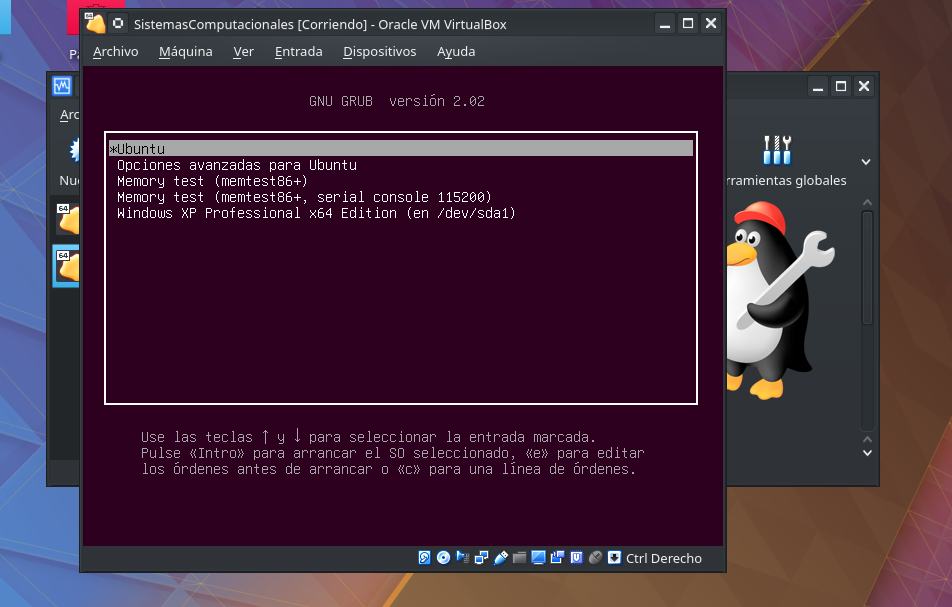 SistemasComputacionales [Corriendo] - Oracle VM VirtualBox
Archivo Máquina Ver Entrada Dispositivos Ayuda
GNU GRUB versión 2.02
*Ubuntu
Opciones avanzadas para Ubuntu
Memory test (memtest86+)
Memory test (memtest86+, serial console 115200)
Windows XP Professional x64 Edition (en /dev/sda1)
Use las teclas ↑ y ↓ para seleccionar la entrada marcada.
Pulse «Intro» para arrancar el SO seleccionado, «e» para editar
los órdenes antes de arrancar o «c» para una línea de órdenes.
Ctrl Derecho
Pa
Arc
Nue
64
64
64
rramientas globales